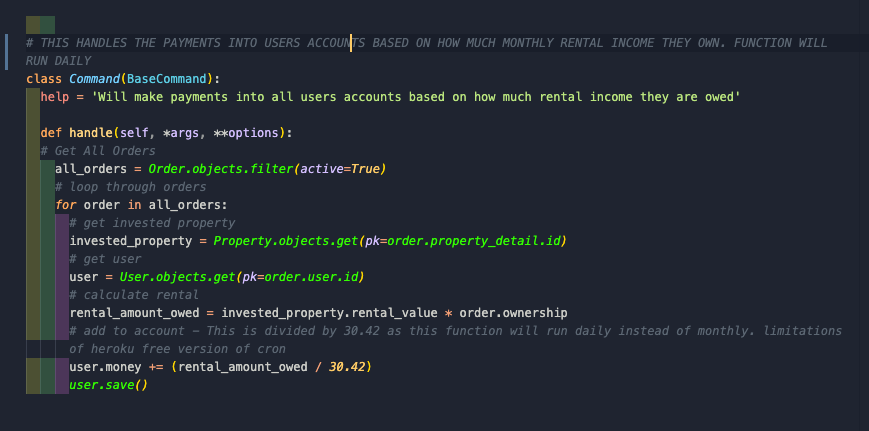 # THIS HANDLES THE PAYMENTS INTO USERS ACCOUNTS BASED ON HOW MUCH MONTHLY RENTAL INCOME THEY OWN. FUNCTION WILL
RUN DAILY
class Command(BaseCommand):
help = 'Will make payments into all users accounts based on how much rental income they are owed'
def handle(self, *args, **options):
# Get All Orders
all_orders = Order.objects.filter(active=True)
# loop through orders
for order in all_orders:
# get invested property
invested_property = Property.objects.get(pk=order.property_detail.id)
# get user
user = User.objects.get(pk=order.user.id)
# calculate rental
rental_amount_owed = invested_property.rental_value * order.ownership
# add to account – This is divided by 30.42 as this function will run daily instead of monthly. limitations
of heroku free version of cron
user.money += (rental_amount_owed / 30.42)
user.save()